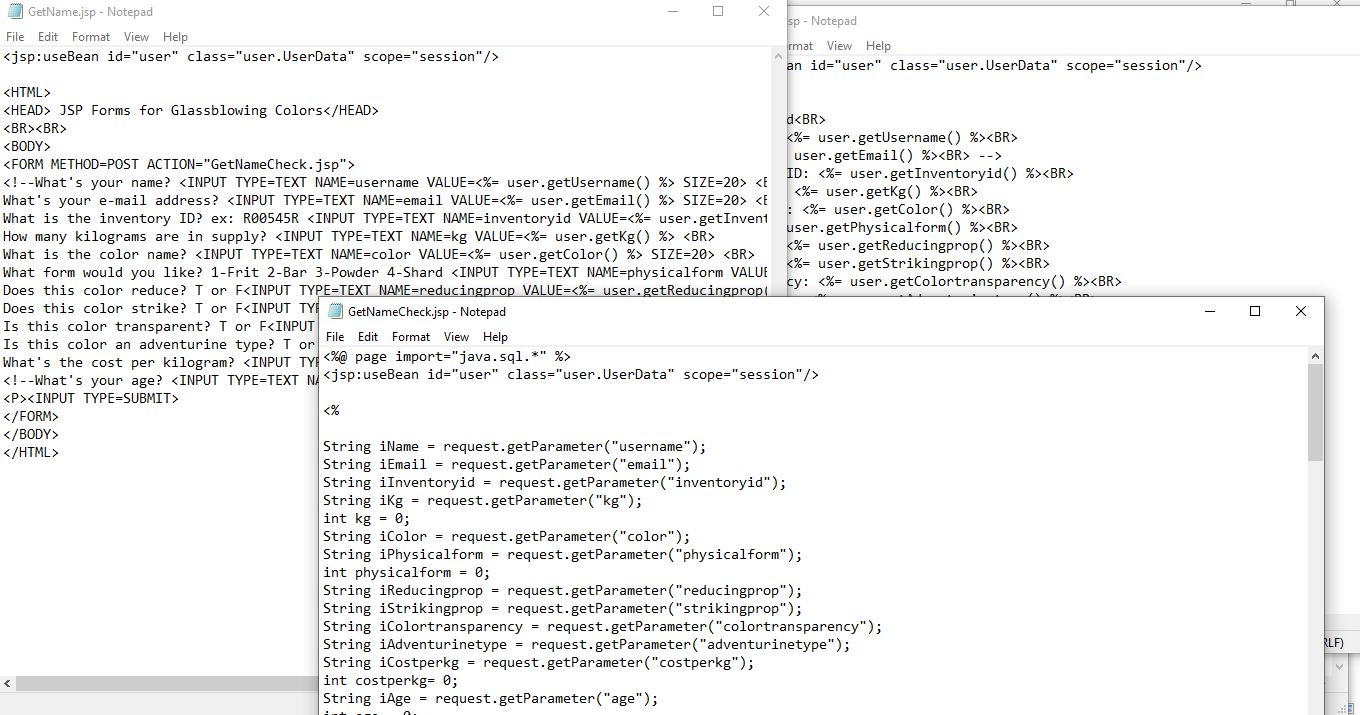 GetName.jsp - Notepad
File Edit Format View Help
<jsp:useBean id="user" class="user.UserData" scope="session"/>
<HTML>
<HEAD> JSP Forms for Glassblowing Colors</HEAD>
<BR><BR>
<BODY>
<FORM METHOD=POST ACTION="GetNameCheck.jsp">
<!--What's your name? <INPUT TYPE=TEXT NAME=username VALUE=<%= user.getUsername() %> SIZE=20> <E
What's your e-mail address? <INPUT TYPE=TEXT NAME=email VALUE=<%= user.getEmail() %> SIZE=20> <E
What is the inventory ID? ex: R00545R <INPUT TYPE=TEXT NAME=inventoryid VALUE=<%= user.getInvent
How many kilograms are in supply? <INPUT TYPE=TEXT NAME=kg VALUE=<%= user.getKg() %> <BR>
What is the color name? <INPUT TYPE=TEXT NAME=color VALUE=<%= user.getColor() %> SIZE=20> <BR>
What form would you like? 1-Frit 2-Bar 3-Powder 4-Shard <INPUT TYPE=TEXT NAME=physicalform VALUE
Does this color reduce? T or F<INPUT TYPE=TEXT NAME=reducingprop VALUE=<%= user.getReducingprop(
Does this color strike? T or F<INPUT TYP
Is this color transparent? T or F<INPUT
Is this color an adventurine type? T or
What's the cost per kilogram? <INPUT TYP
<!--What's your age? <INPUT TYPE=TEXT NA
<P><INPUT TYPE=SUBMIT>
</FORM>
</BODY>
</HTML>
sp - Notepad
rmat View Help
an id="user" class="user.UserData" scope="session"/>
d<BR>
<%= user.getUsername() %><BR>
user.getEmail() %><BR> -->
ID: <%= user.getInventoryid() %><BR>
<%= user.getKg() %><BR>
: <%= user.getColor() %><BR>
user.getPhysicalform() %><BR>
<%= user.getReducingprop() %><BR>
<%= user.getStrikingprop() %><BR>
cy: <%= user.getColortransparency() %><BR>
RLF)
GetNameCheck.jsp - Notepad
File Edit Format View Help
<%@ page import="java.sql.*" %>
<jsp:useBean id="user" class="user.UserData" scope="session"/>
<%
String iName = request.getParameter("username");
String iEmail = request.getParameter("email");
String iInventoryid = request.getParameter("inventoryid");
String iKg = request.getParameter("kg");
int kg = 0;
String iColor = request.getParameter("color");
String iPhysicalform = request.getParameter("physicalform");
int physicalform = 0;
String iReducingprop = request.getParameter("reducingprop");
String iStrikingprop = request.getParameter("strikingprop");
String iColortransparency = request.getParameter("colortransparency");
String iAdventurinetype = request.getParameter("adventurinetype");
String iCostperkg = request.getParameter("costperkg");
int costperkg= 0;
String iAge = request.getParameter("age");